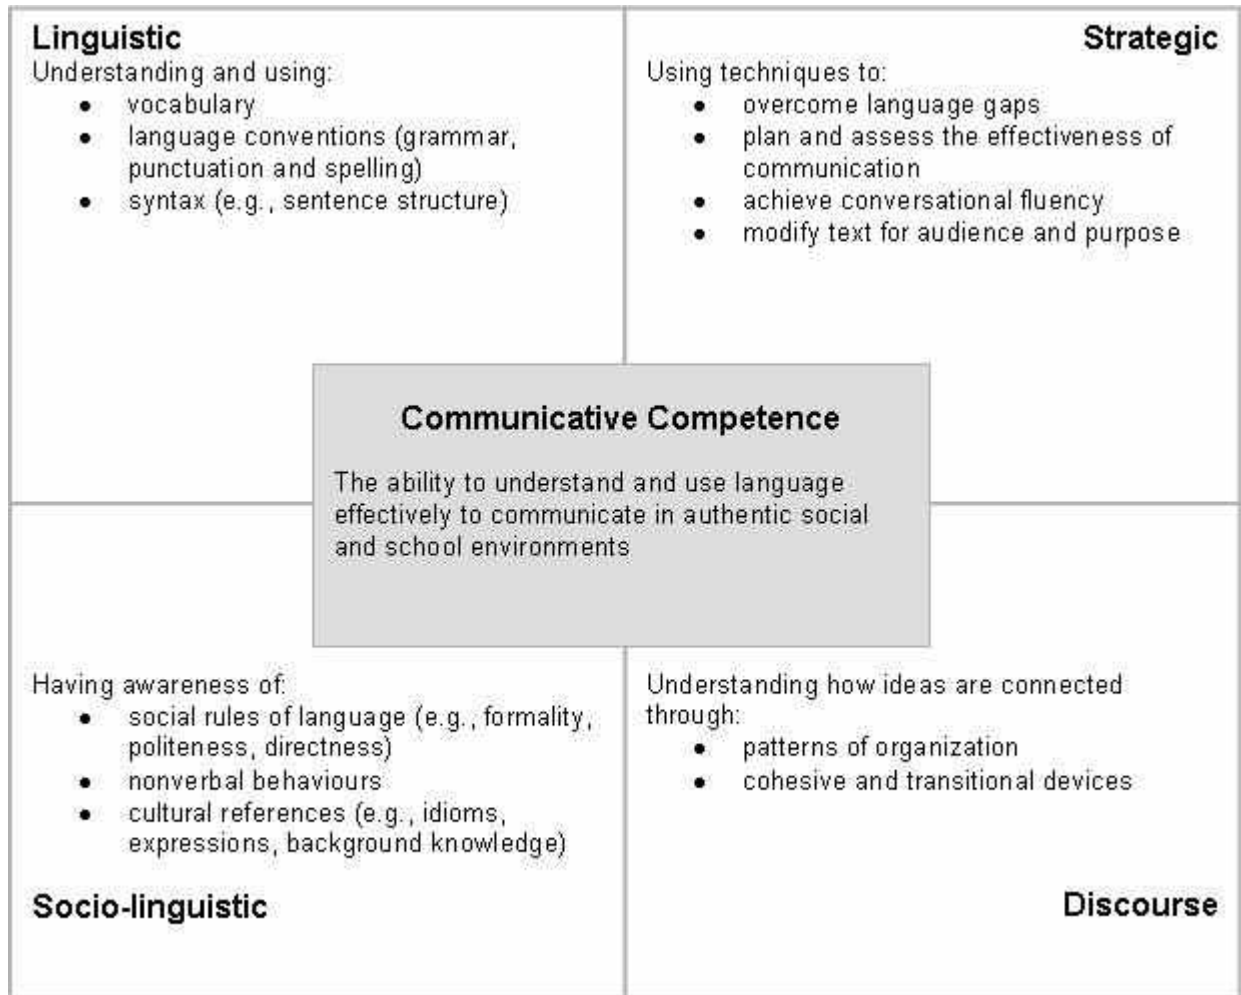 Linguistic
Understanding and using:
● vocabulary
● language conventions (grammar,
punctuation and spelling)
● syntax (e.g., sentence structure)
Strategic
Using techniques to:
● overcome language gaps
● plan and assess the effectiveness of
communication
● achieve conversational fluency
● modify text for audience and purpose
Communicative Competence
The ability to understand and use language
effectively to communicate in authentic social
and school environments
Having awareness of:
● social rules of language (e.g., formality,
politeness, directness)
● nonverbal behaviours
● cultural references (e.g., idioms,
expressions, background knowledge)
Socio-linguistic
Understanding how ideas are connected
through:
● patterns of organization
● cohesive and transitional devices
Discourse